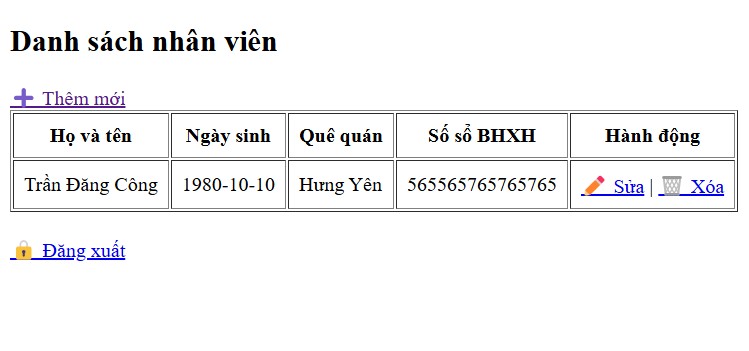 Danh sách nhân viên
➕ Thêm mới
Họ và tên Ngày sinh Quê quán Số sổ BHXH Hành động
Trần Đăng Công 1980-10-10 Hưng Yên 565565765765765 ✏️ Sửa | 🗑️ Xóa
🔒 Đăng xuất